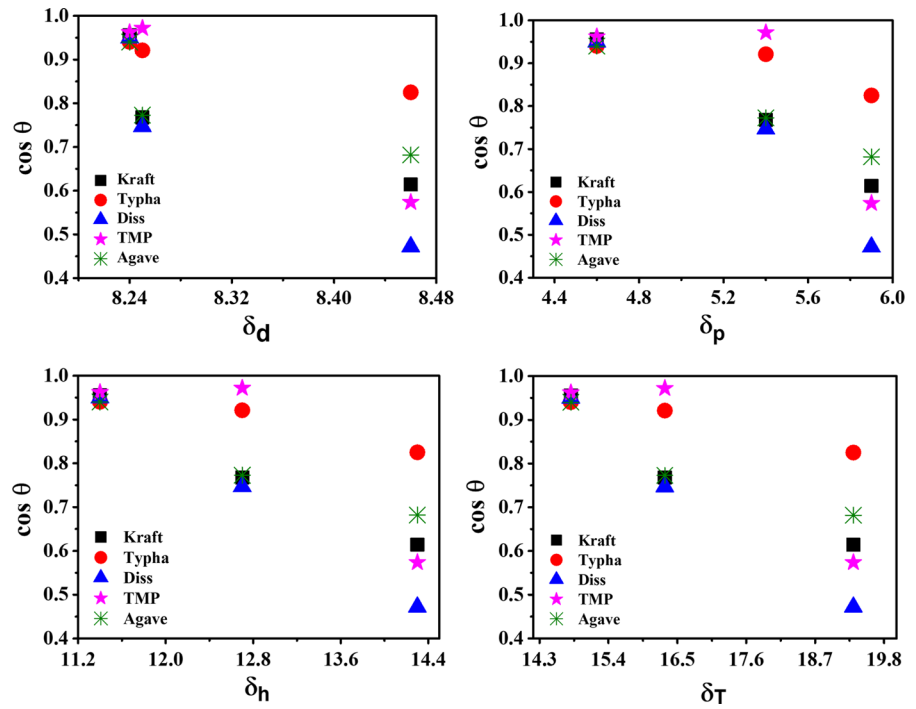 1.0
0.9
0.8
0.7
0.6
0.5
0.4
cos θ
Kraft
Typha
Diss
TMP
Agave
8.24 8.32 8.40 8.48
δd
1.0
0.9
0.8
0.7
0.6
0.5
0.4
cos θ
Kraft
Typha
Diss
TMP
Agave
4.4 4.8 5.2 5.6 6.0
δp
1.0
0.9
0.8
0.7
0.6
0.5
0.4
cos θ
Kraft
Typha
Diss
TMP
Agave
11.2 12.0 12.8 13.6 14.4
δh
1.0
0.9
0.8
0.7
0.6
0.5
0.4
cos θ
Kraft
Typha
Diss
TMP
Agave
14.3 15.4 16.5 17.6 18.7 19.8
δT